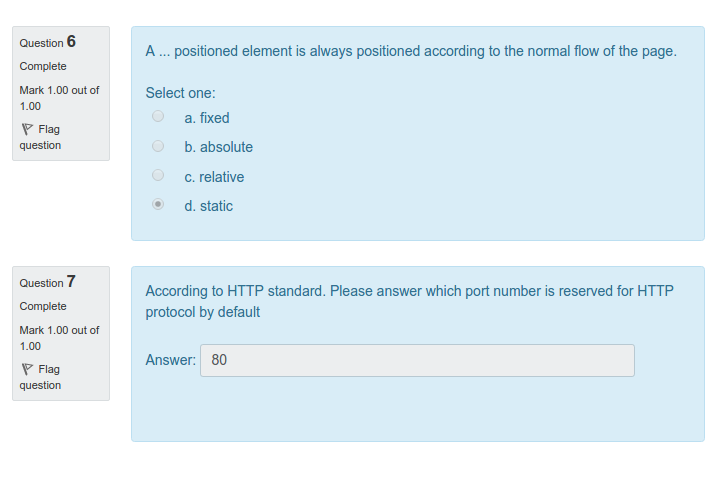 Question 6
Complete
Mark 1.00 out of
1.00
Flag
question
A ... positioned element is always positioned according to the normal flow of the page.
Select one:
a. fixed
b. absolute
c. relative
d. static
Question 7
Complete
Mark 1.00 out of
1.00
Flag
question
According to HTTP standard. Please answer which port number is reserved for HTTP
protocol by default
Answer: 80